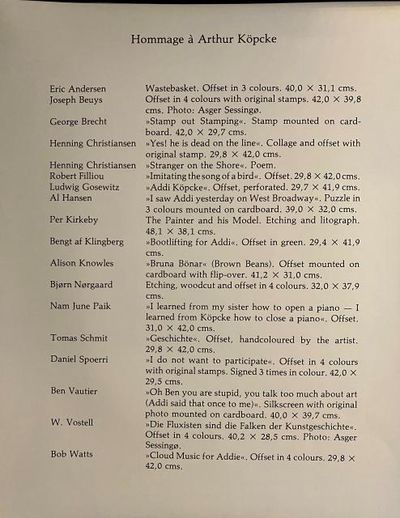 Hommage à Arthur Köpcke
Eric Andersen Wastebasket. Offset in 3 colours. 40,0 × 31,1 cms.
Joseph Beuys Offset in 4 colours with original stamps. 42,0 × 39,8
cms. Photo: Asger Sessingø.
George Brecht »Stamp out Stamping«. Stamp mounted on card-
board. 42,0 × 29,7 cms.
Henning Christiansen »Yes! he is dead on the line«. Collage and offset with
original stamp. 29,8 × 42,0 cms.
Henning Christiansen »Stranger on the Shore«. Poem.
Robert Filliou »Imitating the song of a bird«. Offset. 29,8 × 42,0 cms.
Ludwig Gosewitz »Addi Köpcke«. Offset, perforated. 29,7 × 41,9 cms.
Al Hansen »I saw Addi yesterday on West Broadway«. Puzzle in
3 colours mounted on cardboard. 39,0 × 32,0 cms.
Per Kirkeby The Painter and his Model. Etching and litograph.
48,1 × 38,1 cms.
Bengt af Klingberg »Bootlifting for Addi«. Offset in green. 29,4 × 41,9
cms.
Alison Knowles »Bruna Bönar« (Brown Beans). Offset mounted on
cardboard with flip-over. 41,2 × 31,0 cms.
Bjørn Nørgaard Etching, woodcut and offset in 4 colours. 32,0 × 37,9
cms.
Nam June Paik »I learned from my sister how to open a piano — I
learned from Köpcke how to close a piano«. Offset.
31,0 × 42,0 cms.
Tomas Schmit »Geschichte«. Offset, handcoloured by the artist.
29,8 × 42,0 cms.
Daniel Spoerri »I do not want to participate«. Offset in 4 colours
with original stamps. Signed 3 times in colour. 42,0 ×
29,5 cms.
Ben Vautier »Oh Ben you are stupid, you talk too much about art
(Addi said that once to me)«. Silkscreen with original
photo mounted on cardboard. 40,0 × 39,7 cms.
W. Vostell »Die Fluxisten sind die Falken der Kunstgeschichte«.
Offset in 4 colours. 40,2 × 28,5 cms. Photo: Asger
Sessingø.
Bob Watts »Cloud Music for Addie«. Offset in 4 colours. 29,8 ×
42,0 cms.